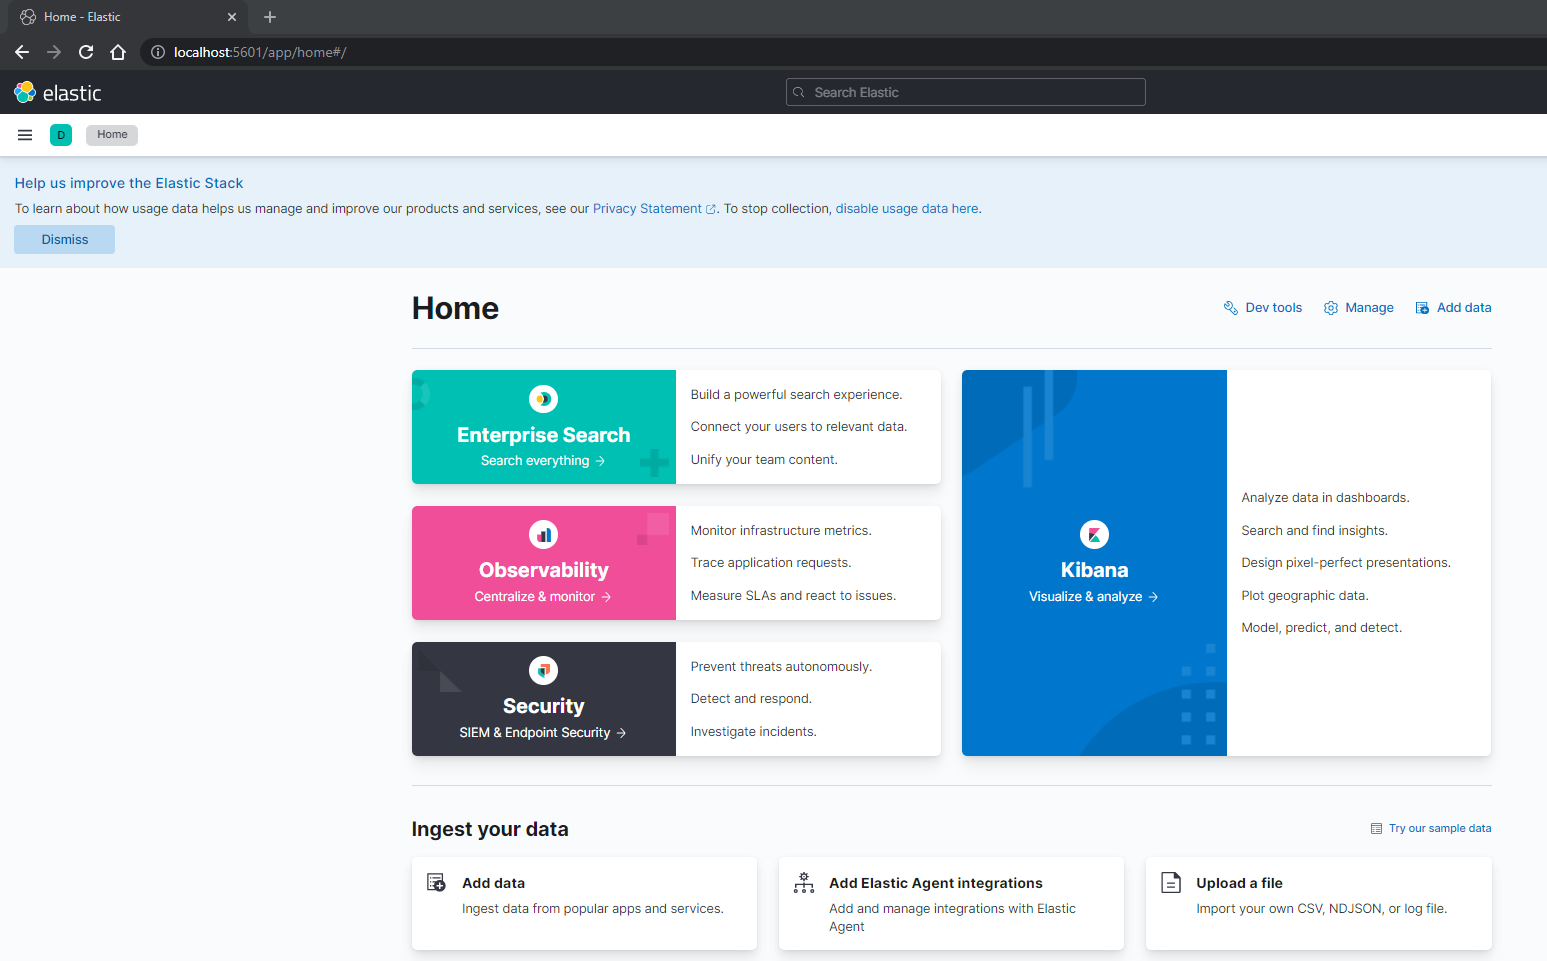 Home - Elastic
localhost:5601/app/home#/
elastic
Search Elastic
D
Home
Help us improve the Elastic Stack
To learn about how usage data helps us manage and improve our products and services, see our Privacy Statement. To stop collection, disable usage data here.
Dismiss
Home
Dev tools
Manage
Add data
Enterprise Search
Search everything →
Build a powerful search experience.
Connect your users to relevant data.
Unify your team content.
Observability
Centralize & monitor →
Monitor infrastructure metrics.
Trace application requests.
Measure SLAs and react to issues.
Security
SIEM & Endpoint Security →
Prevent threats autonomously.
Detect and respond.
Investigate incidents.
Kibana
Visualize & analyze →
Analyze data in dashboards.
Search and find insights.
Design pixel-perfect presentations.
Plot geographic data.
Model, predict, and detect.
Ingest your data
Try our sample data
Add data
Ingest data from popular apps and services.
Add Elastic Agent integrations
Add and manage integrations with Elastic
Agent
Upload a file
Import your own CSV, NDJSON, or log file.